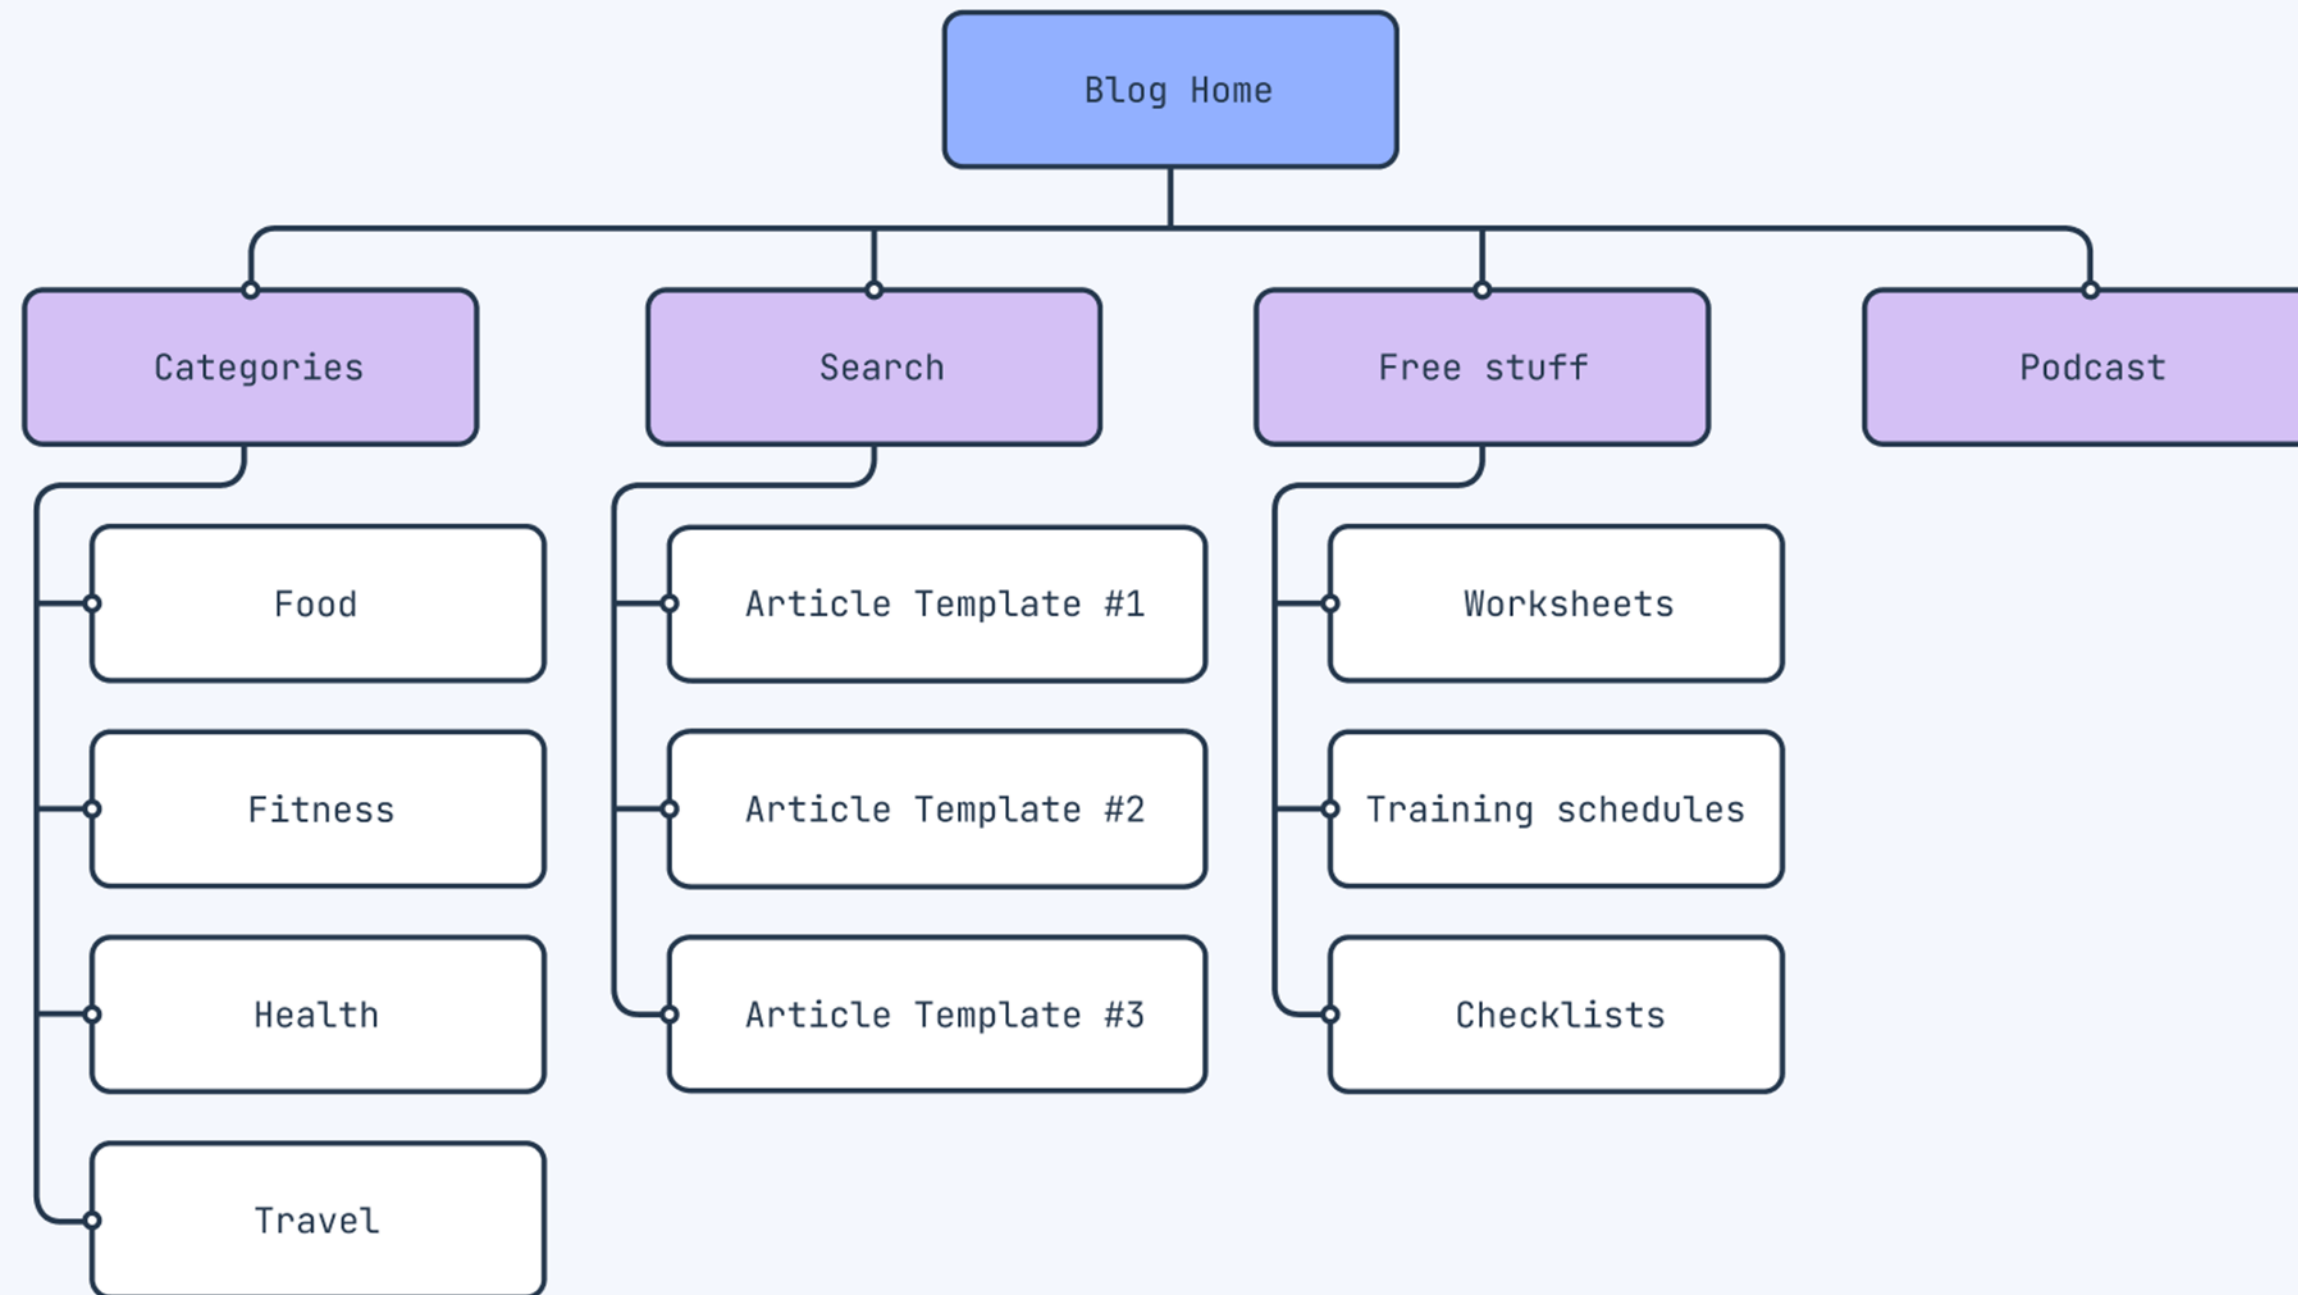 Blog Home
Categories
Search
Free stuff
Podcast
Food
Article Template #1
Worksheets
Fitness
Article Template #2
Training schedules
Health
Article Template #3
Checklists
Travel